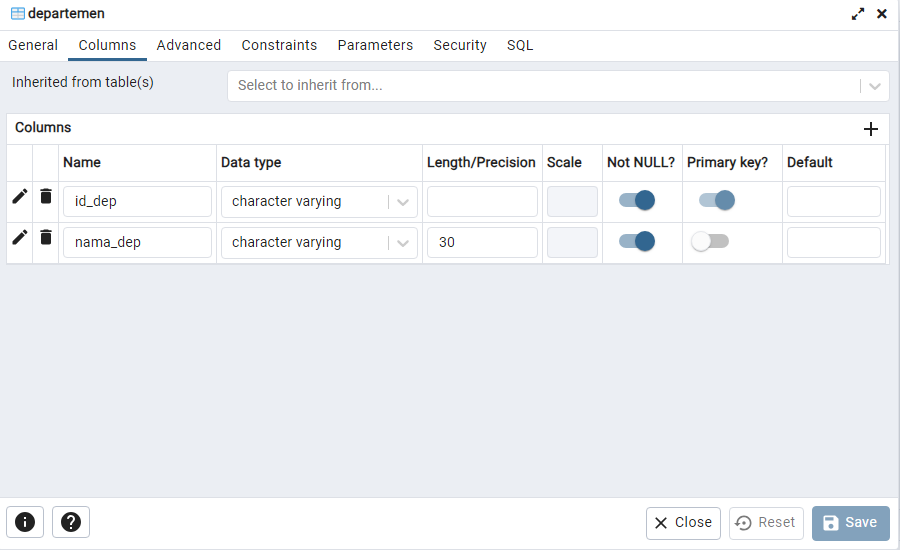 departemen
General Columns Advanced Constraints Parameters Security SQL
Inherited from table(s) Select to inherit from...
Columns
Name Data type Length/Precision Scale Not NULL? Primary key? Default
id_dep character varying
nama_dep character varying 30
Close Reset Save